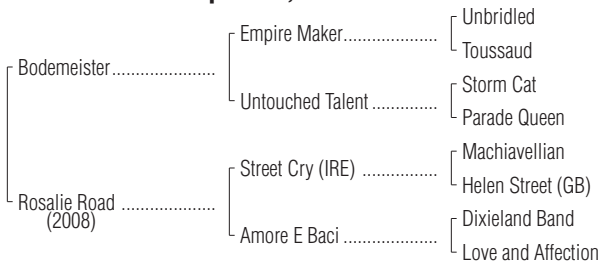 Unbridled
Empire Maker....................
Toussaud
Bodemeister......................
Storm Cat
Untouched Talent ..............
Parade Queen
Machiavellian
Street Cry (IRE) ................
Helen Street (GB)
Rosalie Road ....................
(2008)
Dixieland Band
Amore E Baci ....................
Love and Affection